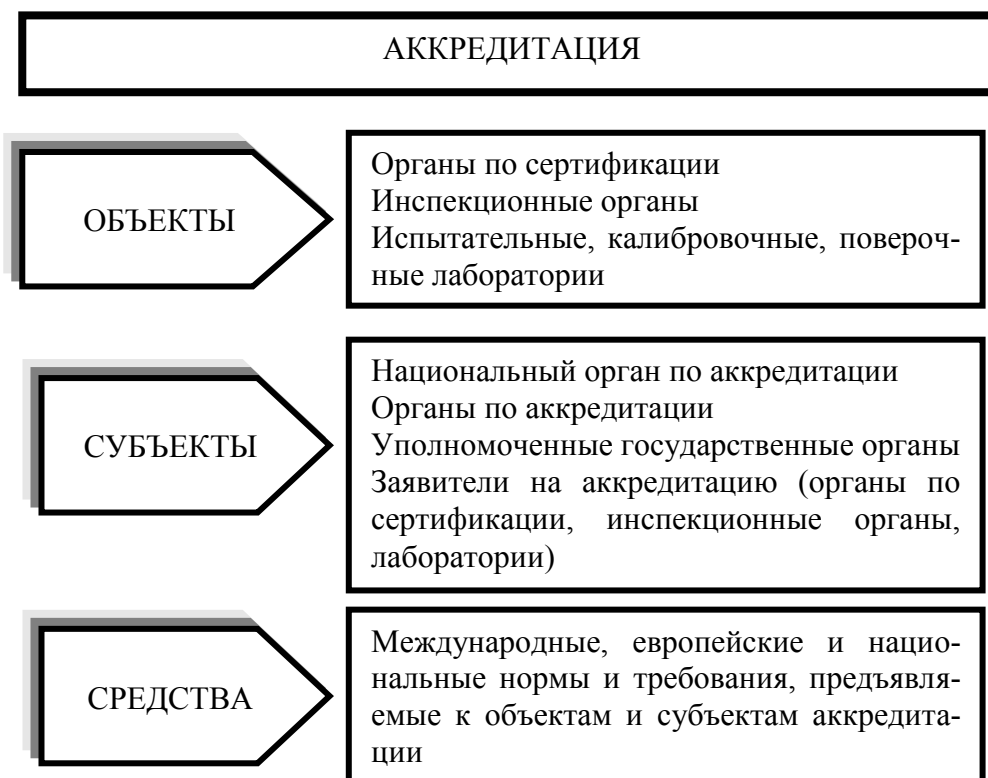 АККРЕДИТАЦИЯ
ОБЪЕКТЫ
Органы по сертификации
Инспекционные органы
Испытательные, калибровочные, повероч-
ные лаборатории
СУБЪЕКТЫ
Национальный орган по аккредитации
Органы по аккредитации
Уполномоченные государственные органы
Заявители на аккредитацию (органы по
сертификации, инспекционные органы,
лаборатории)
СРЕДСТВА
Международные, европейские и нацио-
нальные нормы и требования, предъявля-
емые к объектам и субъектам аккредита-
ции